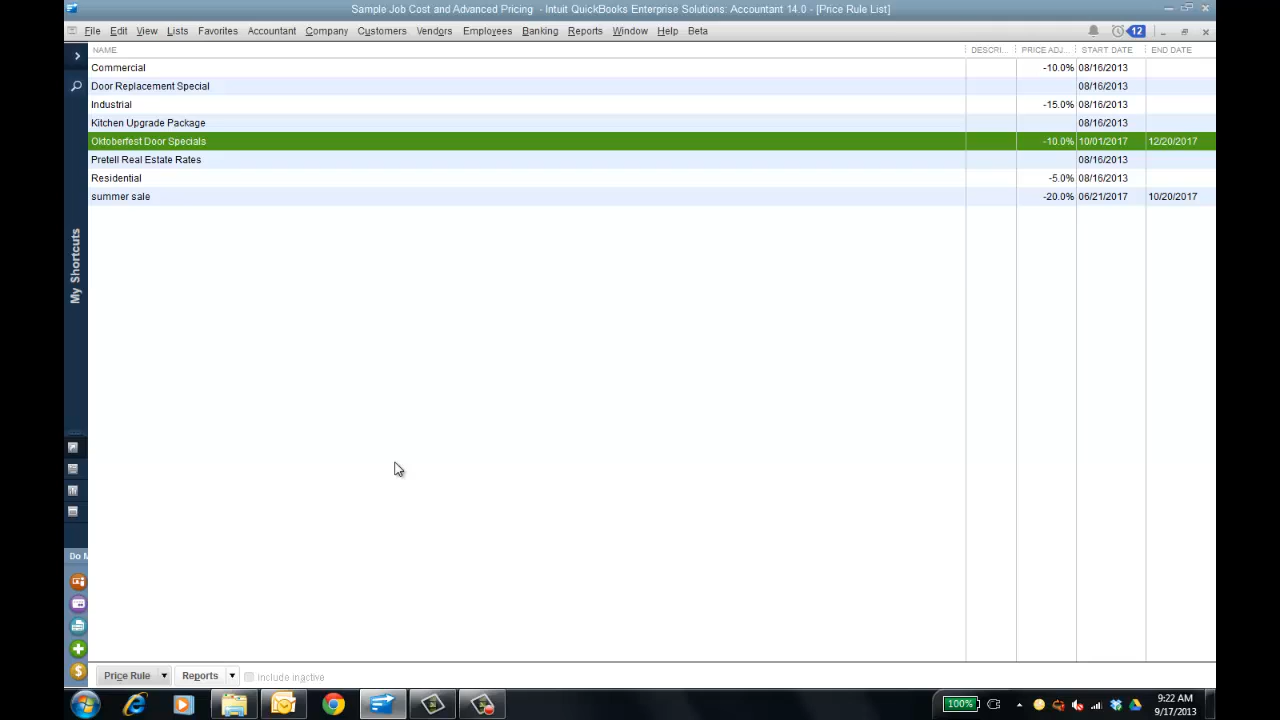 Sample Job Cost and Advanced Pricing - Intuit QuickBooks Enterprise Solutions: Accountant 14.0 - [Price Rule List]
File Edit View Lists Favorites Accountant Company Customers Vendors Employees Banking Reports Window Help Beta 12
NAME DESCRI... PRICE ADJ... START DATE END DATE
Commercial -10.0% 08/16/2013
Door Replacement Special 08/16/2013
Industrial -15.0% 08/16/2013
Kitchen Upgrade Package 08/16/2013
Oktoberfest Door Specials -10.0% 10/01/2017 12/20/2017
Pretell Real Estate Rates 08/16/2013
Residential -5.0% 08/16/2013
summer sale -20.0% 06/21/2017 10/20/2017
My Shortcuts
Do M
Price Rule Reports Include inactive
100% 9:22 AM
9/17/2013